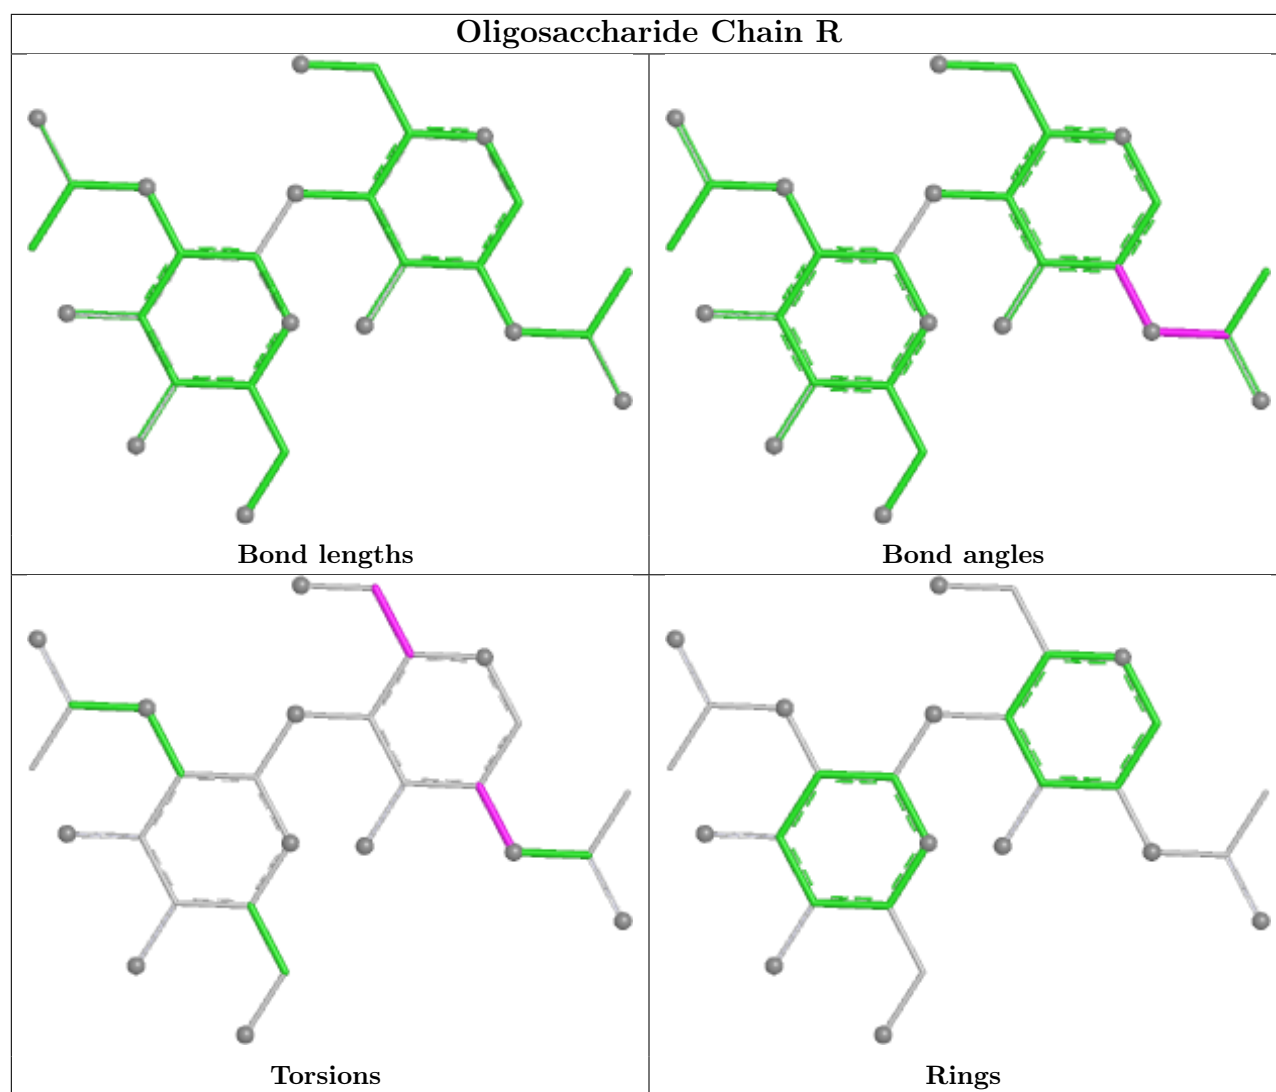 Oligosaccharide Chain R
Bond lengths
Bond angles
Torsions
Rings